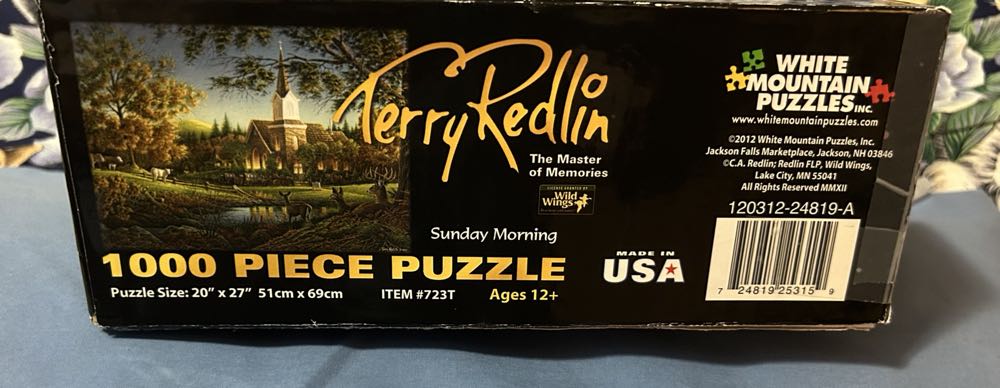 Terry Redlin
The Master
of Memories
LICENSE GRANTED BY
Wild
Wings
Sunday Morning
1000 PIECE PUZZLE
Puzzle Size: 20” x 27” 51cm x 69cm ITEM #723T Ages 12+
MADE IN
USA
WHITE
MOUNTAIN
PUZZLES INC.
www.whitemountainpuzzles.com
©2012 White Mountain Puzzles, Inc.
Jackson Falls Marketplace, Jackson, NH 03846
©C.A. Redlin; Redlin FLP, Wild Wings,
Lake City, MN 55041
All Rights Reserved MMXII
120312-24819-A
7 24819 25315 9